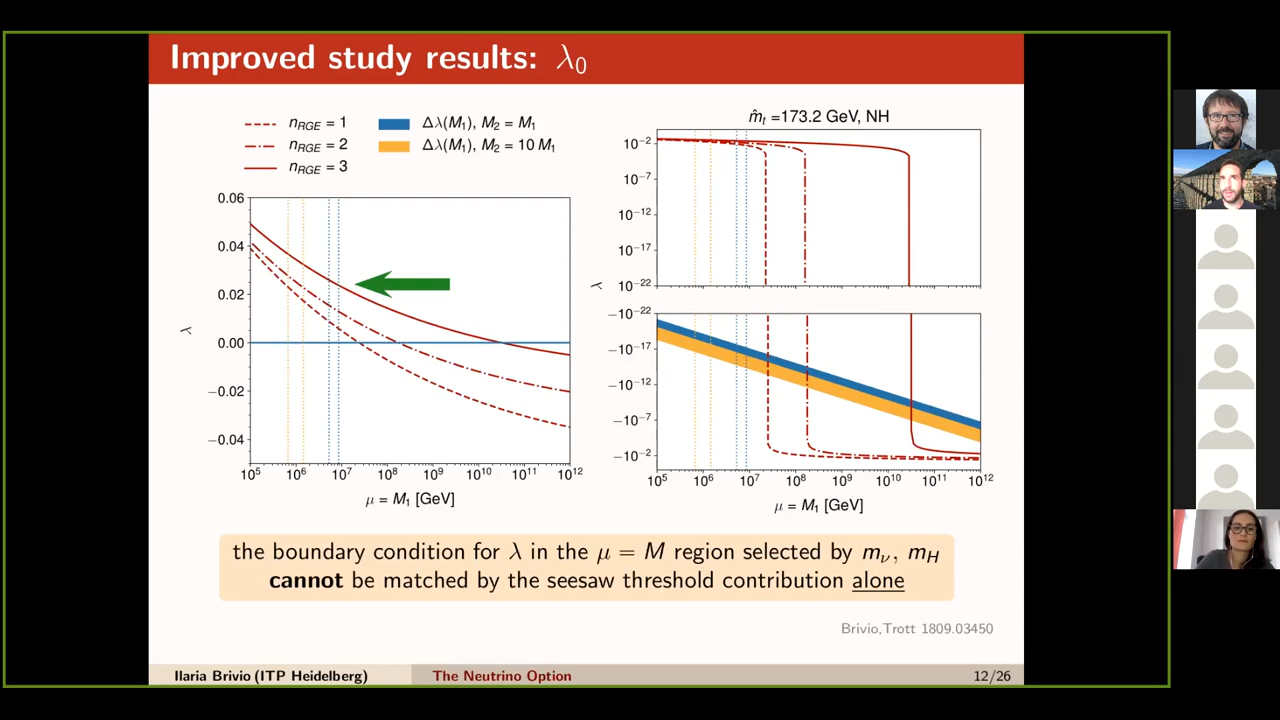 Improved study results: λ₀
n_RGE = 1
n_RGE = 2
n_RGE = 3
Δλ(M₁), M₂ = M₁
Δλ(M₁), M₂ = 10 M₁
0.06
0.04
0.02
0.00
−0.02
−0.04
λ
10⁵ 10⁶ 10⁷ 10⁸ 10⁹ 10¹⁰ 10¹¹ 10¹²
μ = M₁ [GeV]
m̂ₜ =173.2 GeV, NH
10⁻²
10⁻⁷
10⁻¹²
10⁻¹⁷
10⁻²²
λ
−10⁻²²
−10⁻¹⁷
−10⁻¹²
−10⁻⁷
−10⁻²
10⁵ 10⁶ 10⁷ 10⁸ 10⁹ 10¹⁰ 10¹¹ 10¹²
μ = M₁ [GeV]
the boundary condition for λ in the μ = M region selected by m_ν, m_H
cannot be matched by the seesaw threshold contribution alone
Brivio,Trott 1809.03450
Ilaria Brivio (ITP Heidelberg) The Neutrino Option 12/26